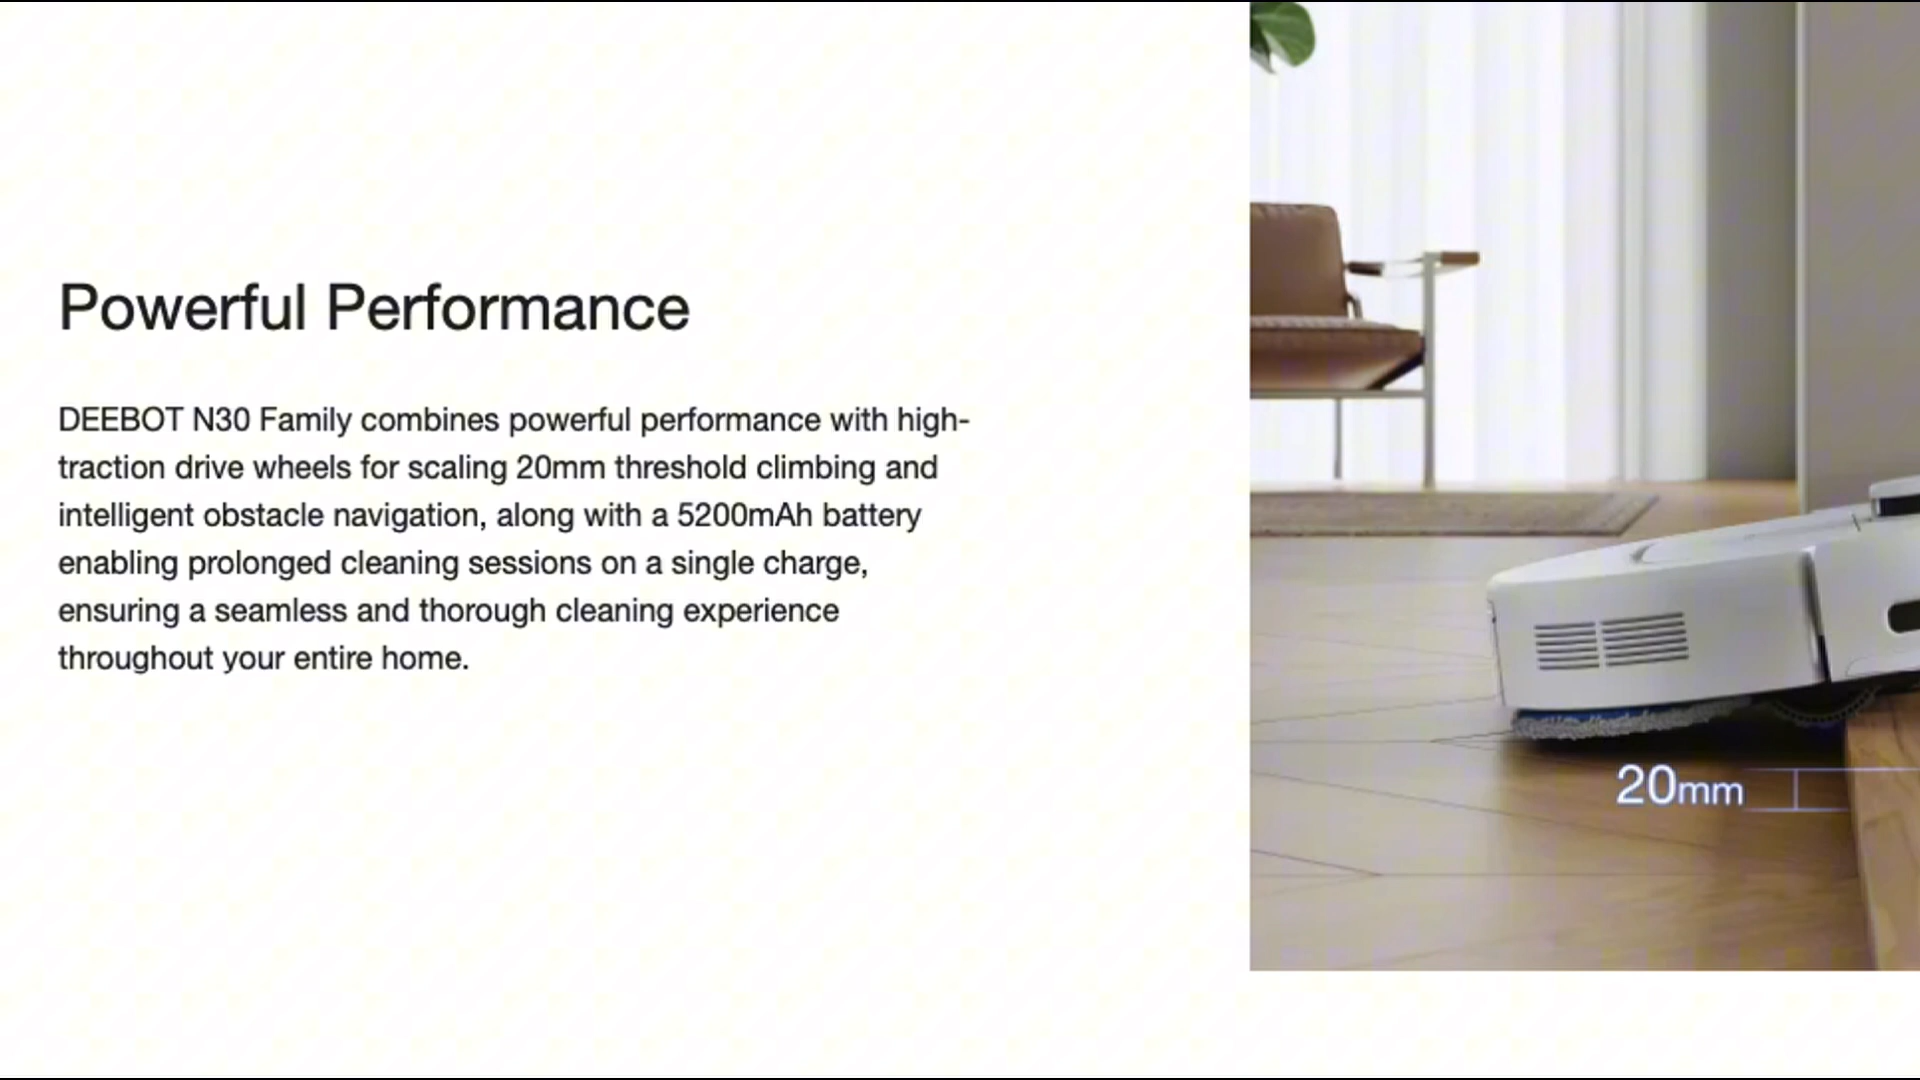 Powerful Performance
DEEBOT N30 Family combines powerful performance with high-
traction drive wheels for scaling 20mm threshold climbing and
intelligent obstacle navigation, along with a 5200mAh battery
enabling prolonged cleaning sessions on a single charge,
ensuring a seamless and thorough cleaning experience
throughout your entire home.
20mm